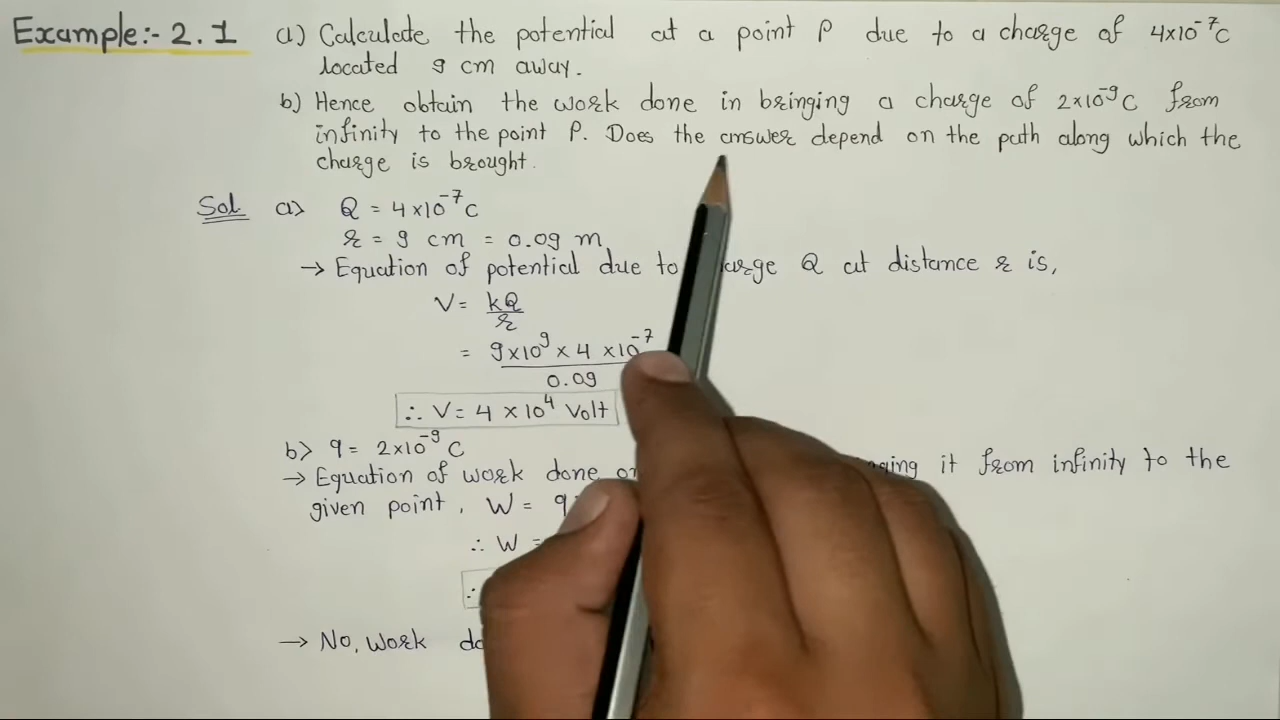 Example:- 2.1 a) Calculate the potential at a point P due to a charge of 4×10⁻⁷C
located 9 cm away.
b) Hence obtain the work done in bringing a charge of 2×10⁻⁹C from
infinity to the point P. Does the answer depend on the path along which the
charge is brought.
Sol a) Q = 4×10⁻⁷C
r = 9 cm = 0.09 m
→ Equation of potential due to charge Q at distance r is,
V = kQ/r
= 9×10⁹ × 4 ×10⁻⁷ / 0.09
∴ V = 4 × 10⁴ Volt
b) q = 2×10⁻⁹ C
→ Equation of work done it from infinity to the
given point, W = q
∴ W =
∴
→ No, work